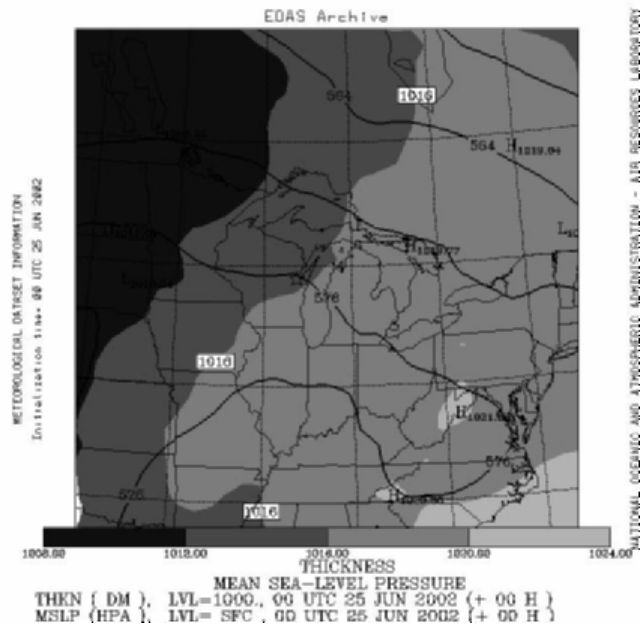 EDAS Archive
METEOROLOGICAL DATASET INFORMATION
Initialization time: 00 UTC 25 JUN 2002
NATIONAL OCEANIC AND ATMOSPHERIC ADMINISTRATION - AIR RESOURCES LABORATORY
564
1016
564 H1019.94
576
1016
H
576
576
H
1016
1008.00 1012.00 1016.00 1020.00 1024.00
THICKNESS
MEAN SEA-LEVEL PRESSURE
THKN ( DM ), LVL=1000., 00 UTC 25 JUN 2002 (+ 00 H )
MSLP (HPA ), LVL= SFC , 00 UTC 25 JUN 2002 (+ 00 H )